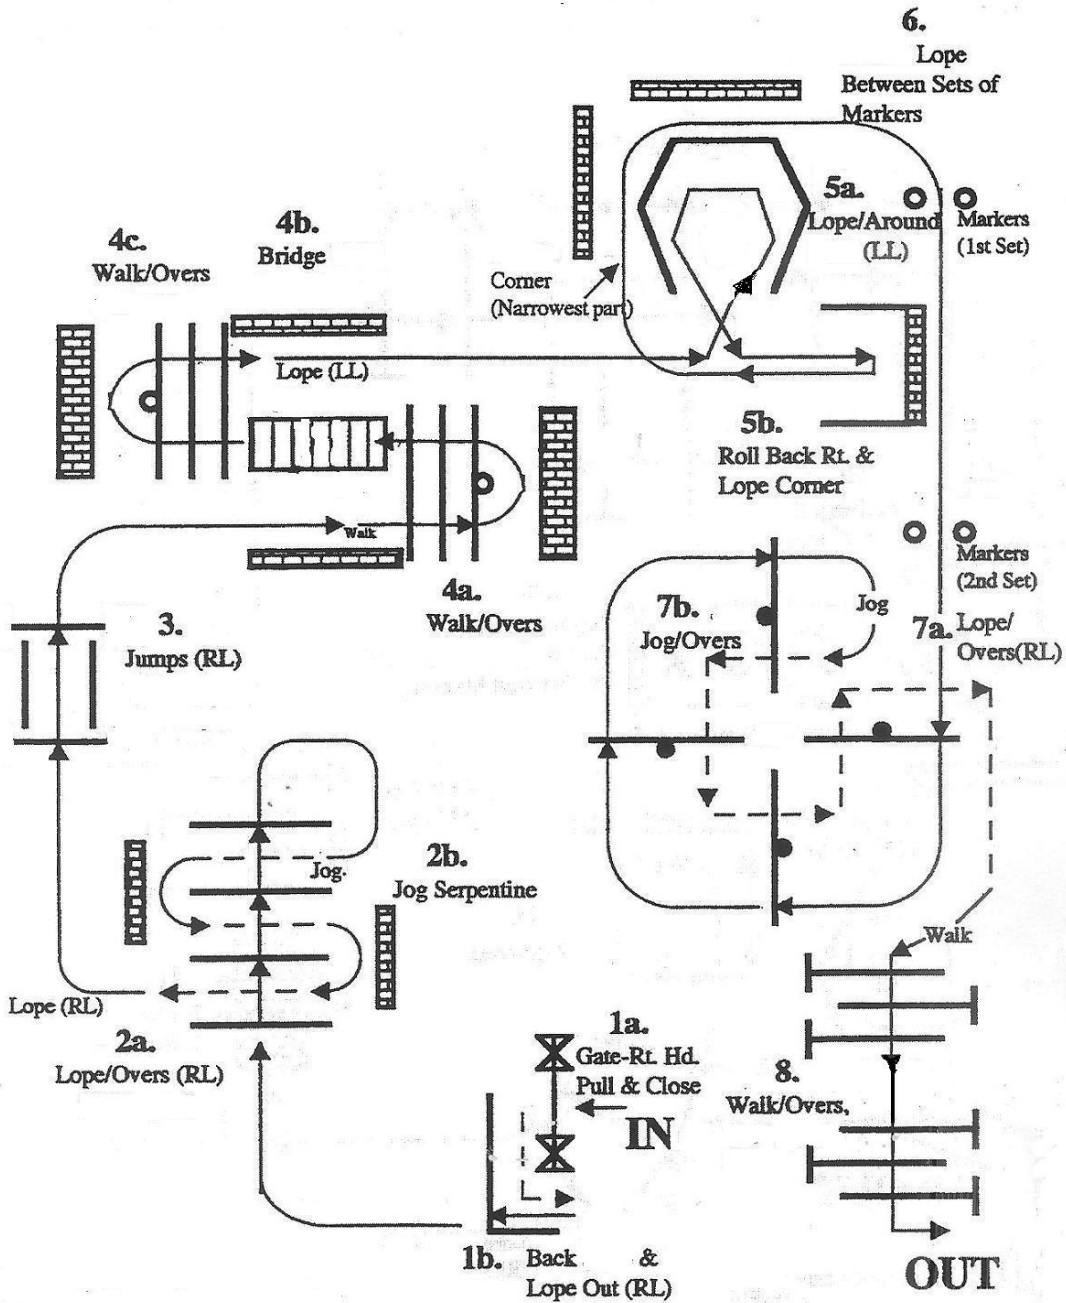 6.
Lope
Between Sets of
Markers
5a.
Lope/Around
(LL)
Markers
(1st Set)
4c.
Walk/Overs
4b.
Bridge
Corner
(Narrowest part)
Lope (LL)
5b.
Roll Back Rt. &
Lope Corner
Walk
4a.
Walk/Overs
Markers
(2nd Set)
3.
Jumps (RL)
7b.
Jog/Overs
Jog
7a.
Lope/
Overs(RL)
Jog.
2b.
Jog Serpentine
Lope (RL)
2a.
Lope/Overs (RL)
Walk
1a.
Gate-Rt. Hd.
Pull & Close
IN
8.
Walk/Overs,
1b.
Back &
Lope Out (RL)
OUT